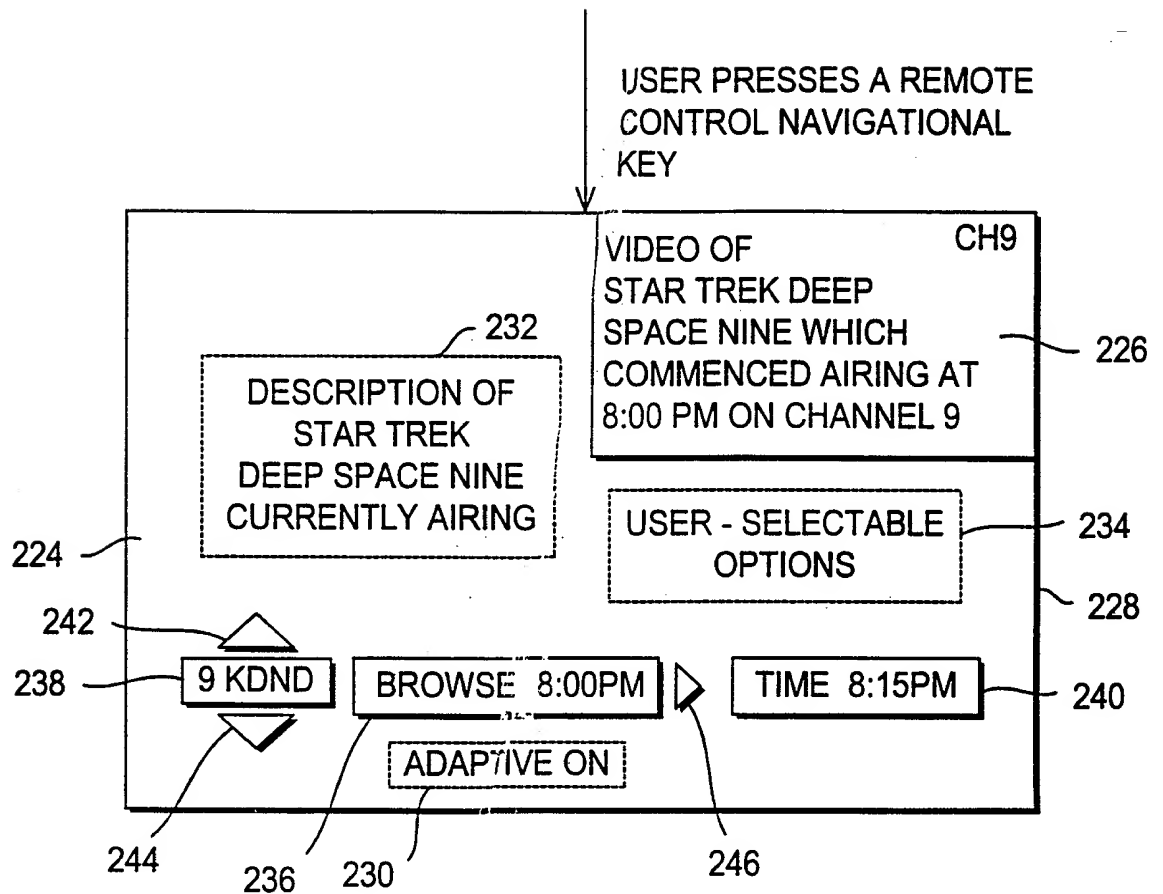 USER PRESSES A REMOTE
CONTROL NAVIGATIONAL
KEY
CH9
VIDEO OF
STAR TREK DEEP
SPACE NINE WHICH
COMMENCED AIRING AT
8:00 PM ON CHANNEL 9
226
232
DESCRIPTION OF
STAR TREK
DEEP SPACE NINE
CURRENTLY AIRING
USER - SELECTABLE
OPTIONS
234
224
228
242
238
9 KDND
BROWSE 8:00PM
TIME 8:15PM
240
ADAPTIVE ON
244
236
230
246